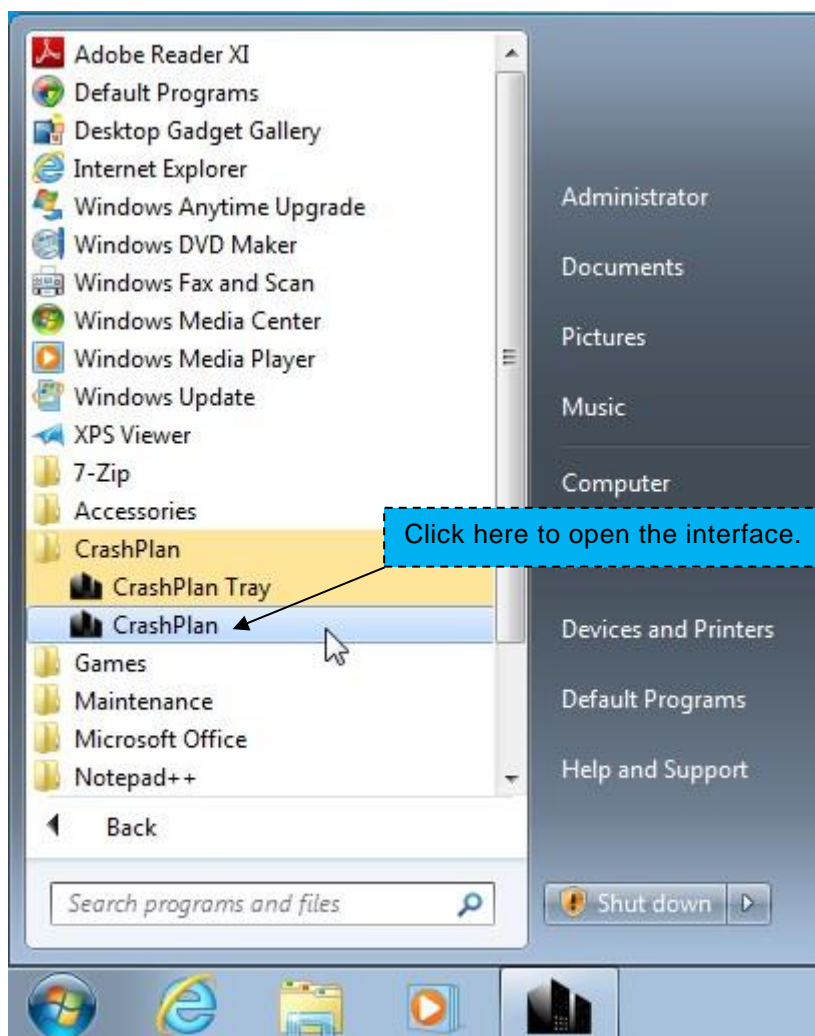 Adobe Reader XI
Default Programs
Desktop Gadget Gallery
Internet Explorer
Windows Anytime Upgrade
Windows DVD Maker
Windows Fax and Scan
Windows Media Center
Windows Media Player
Windows Update
XPS Viewer
7-Zip
Accessories
CrashPlan
CrashPlan Tray
CrashPlan
Games
Maintenance
Microsoft Office
Notepad++
Back
Search programs and files
Administrator
Documents
Pictures
Music
Computer
Click here to open the interface.
Devices and Printers
Default Programs
Help and Support
Shut down